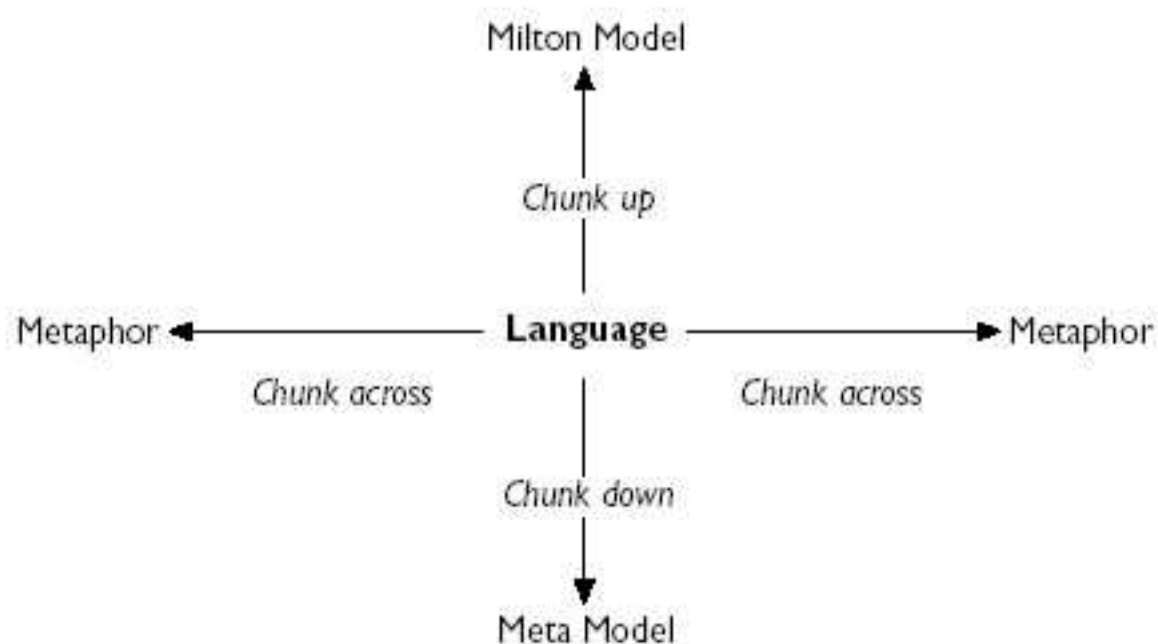 Milton Model
Chunk up
Metaphor Language Metaphor
Chunk across Chunk across
Chunk down
Meta Model